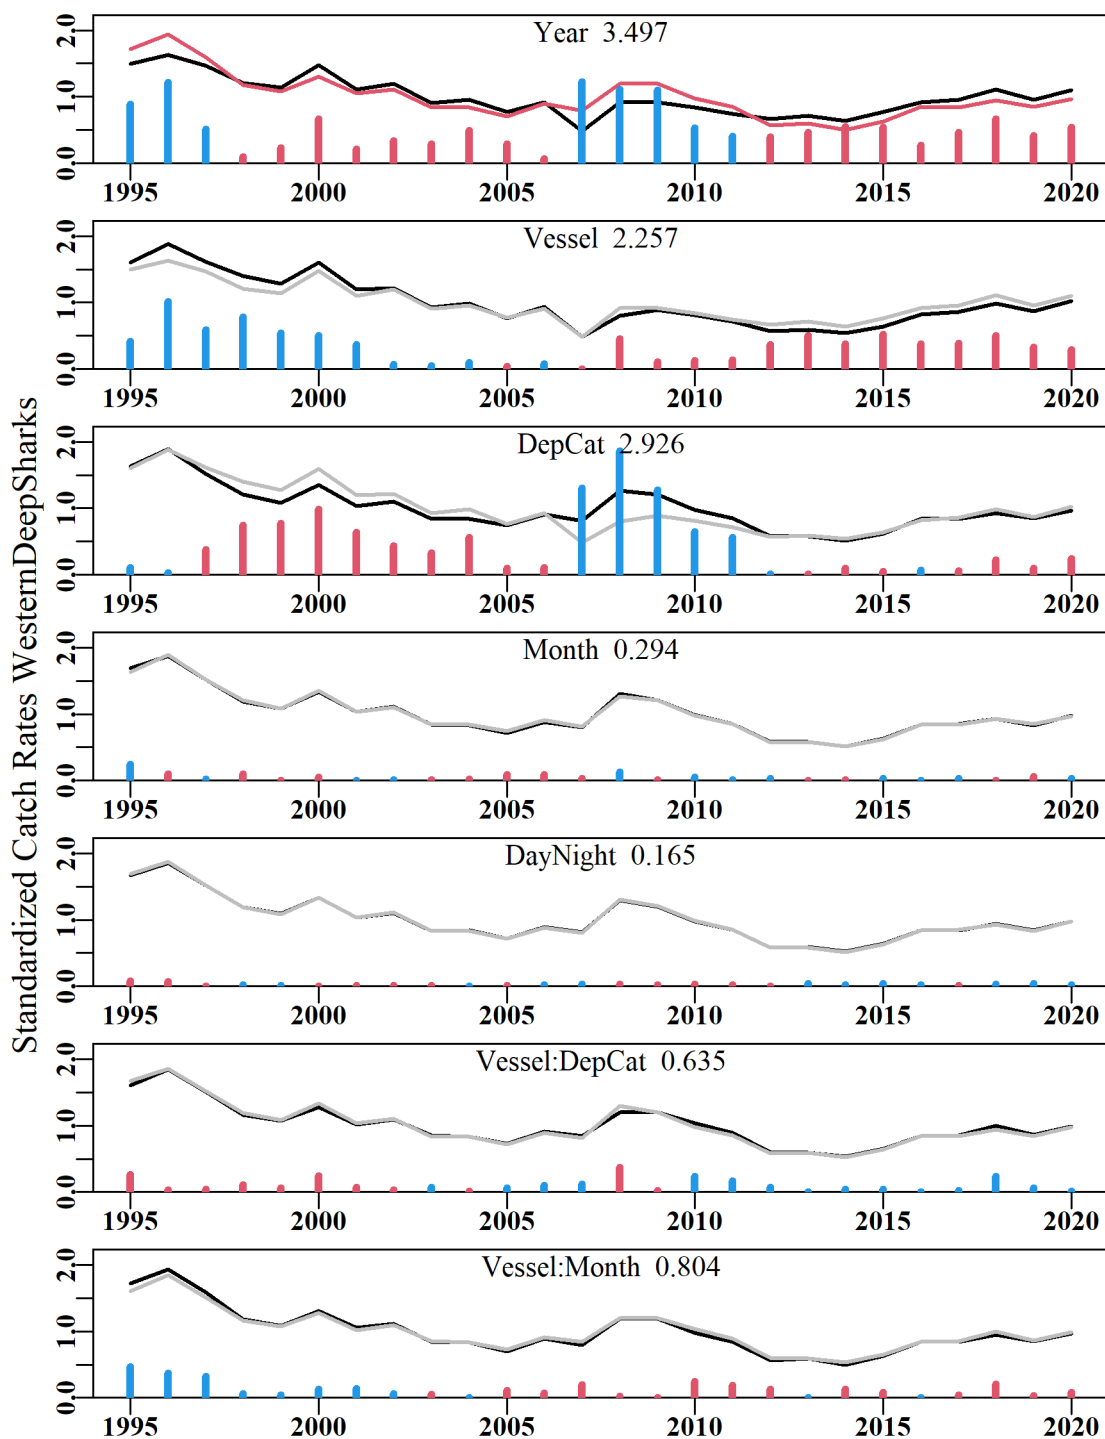 Standardized Catch Rates WesternDeepSharks
Year 3.497
0.0 1.0 2.0
1995 2000 2005 2010 2015 2020
Vessel 2.257
0.0 1.0 2.0
1995 2000 2005 2010 2015 2020
DepCat 2.926
0.0 1.0 2.0
1995 2000 2005 2010 2015 2020
Month 0.294
0.0 1.0 2.0
1995 2000 2005 2010 2015 2020
DayNight 0.165
0.0 1.0 2.0
1995 2000 2005 2010 2015 2020
Vessel:DepCat 0.635
0.0 1.0 2.0
1995 2000 2005 2010 2015 2020
Vessel:Month 0.804
0.0 1.0 2.0
1995 2000 2005 2010 2015 2020